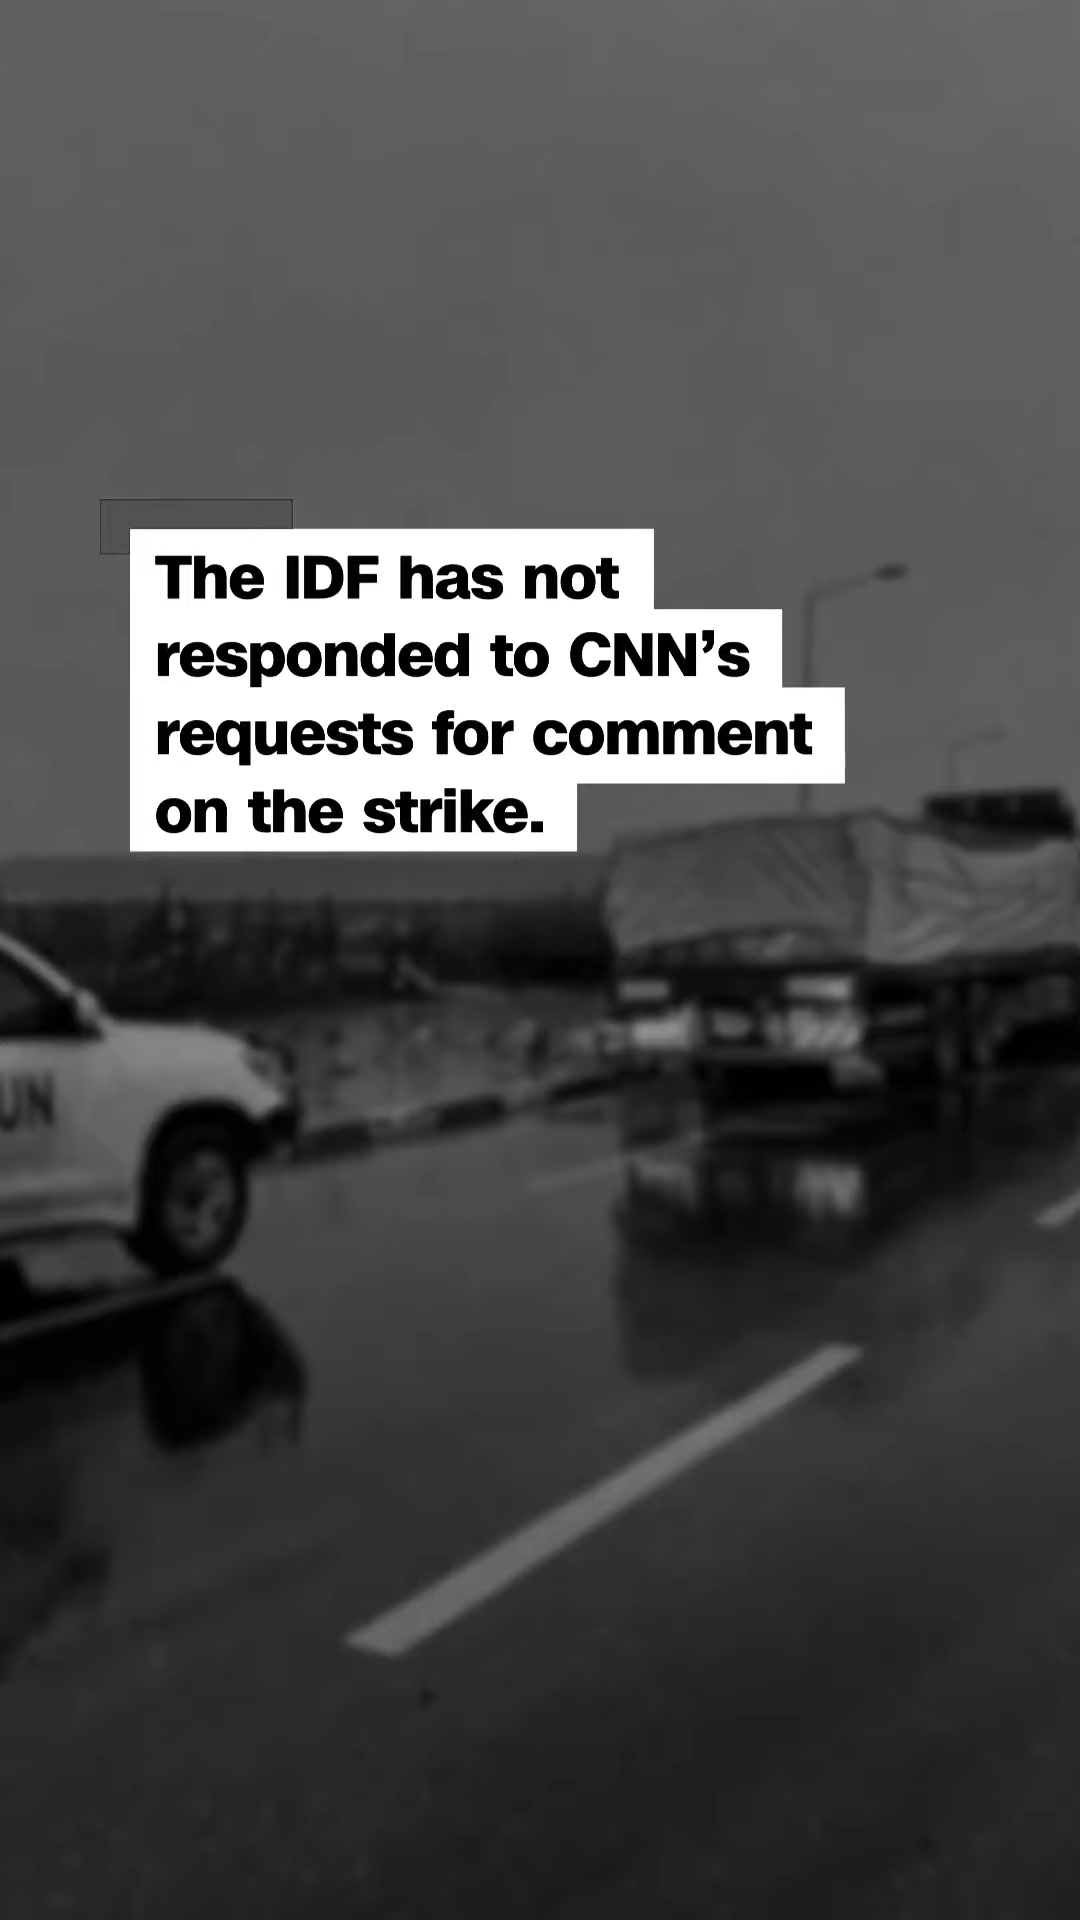 The IDF has not
responded to CNN’s
requests for comment
on the strike.
UN